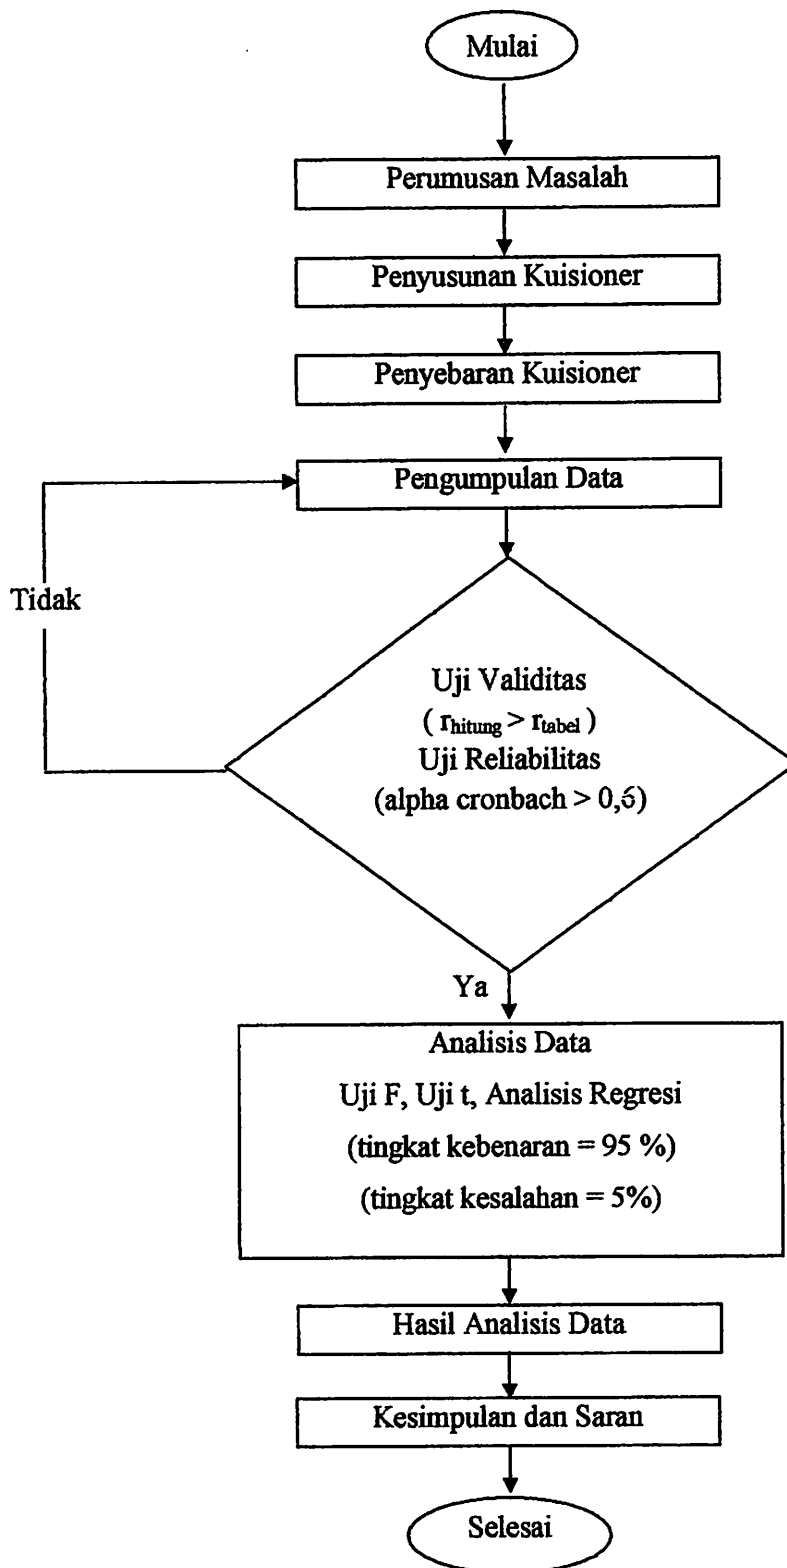 Mulai
Perumusan Masalah
Penyusunan Kuisioner
Penyebaran Kuisioner
Pengumpulan Data
Tidak
Uji Validitas
( rhitung > rtabel )
Uji Reliabilitas
(alpha cronbach > 0,6)
Ya
Analisis Data
Uji F, Uji t, Analisis Regresi
(tingkat kebenaran = 95 %)
(tingkat kesalahan = 5%)
Hasil Analisis Data
Kesimpulan dan Saran
Selesai